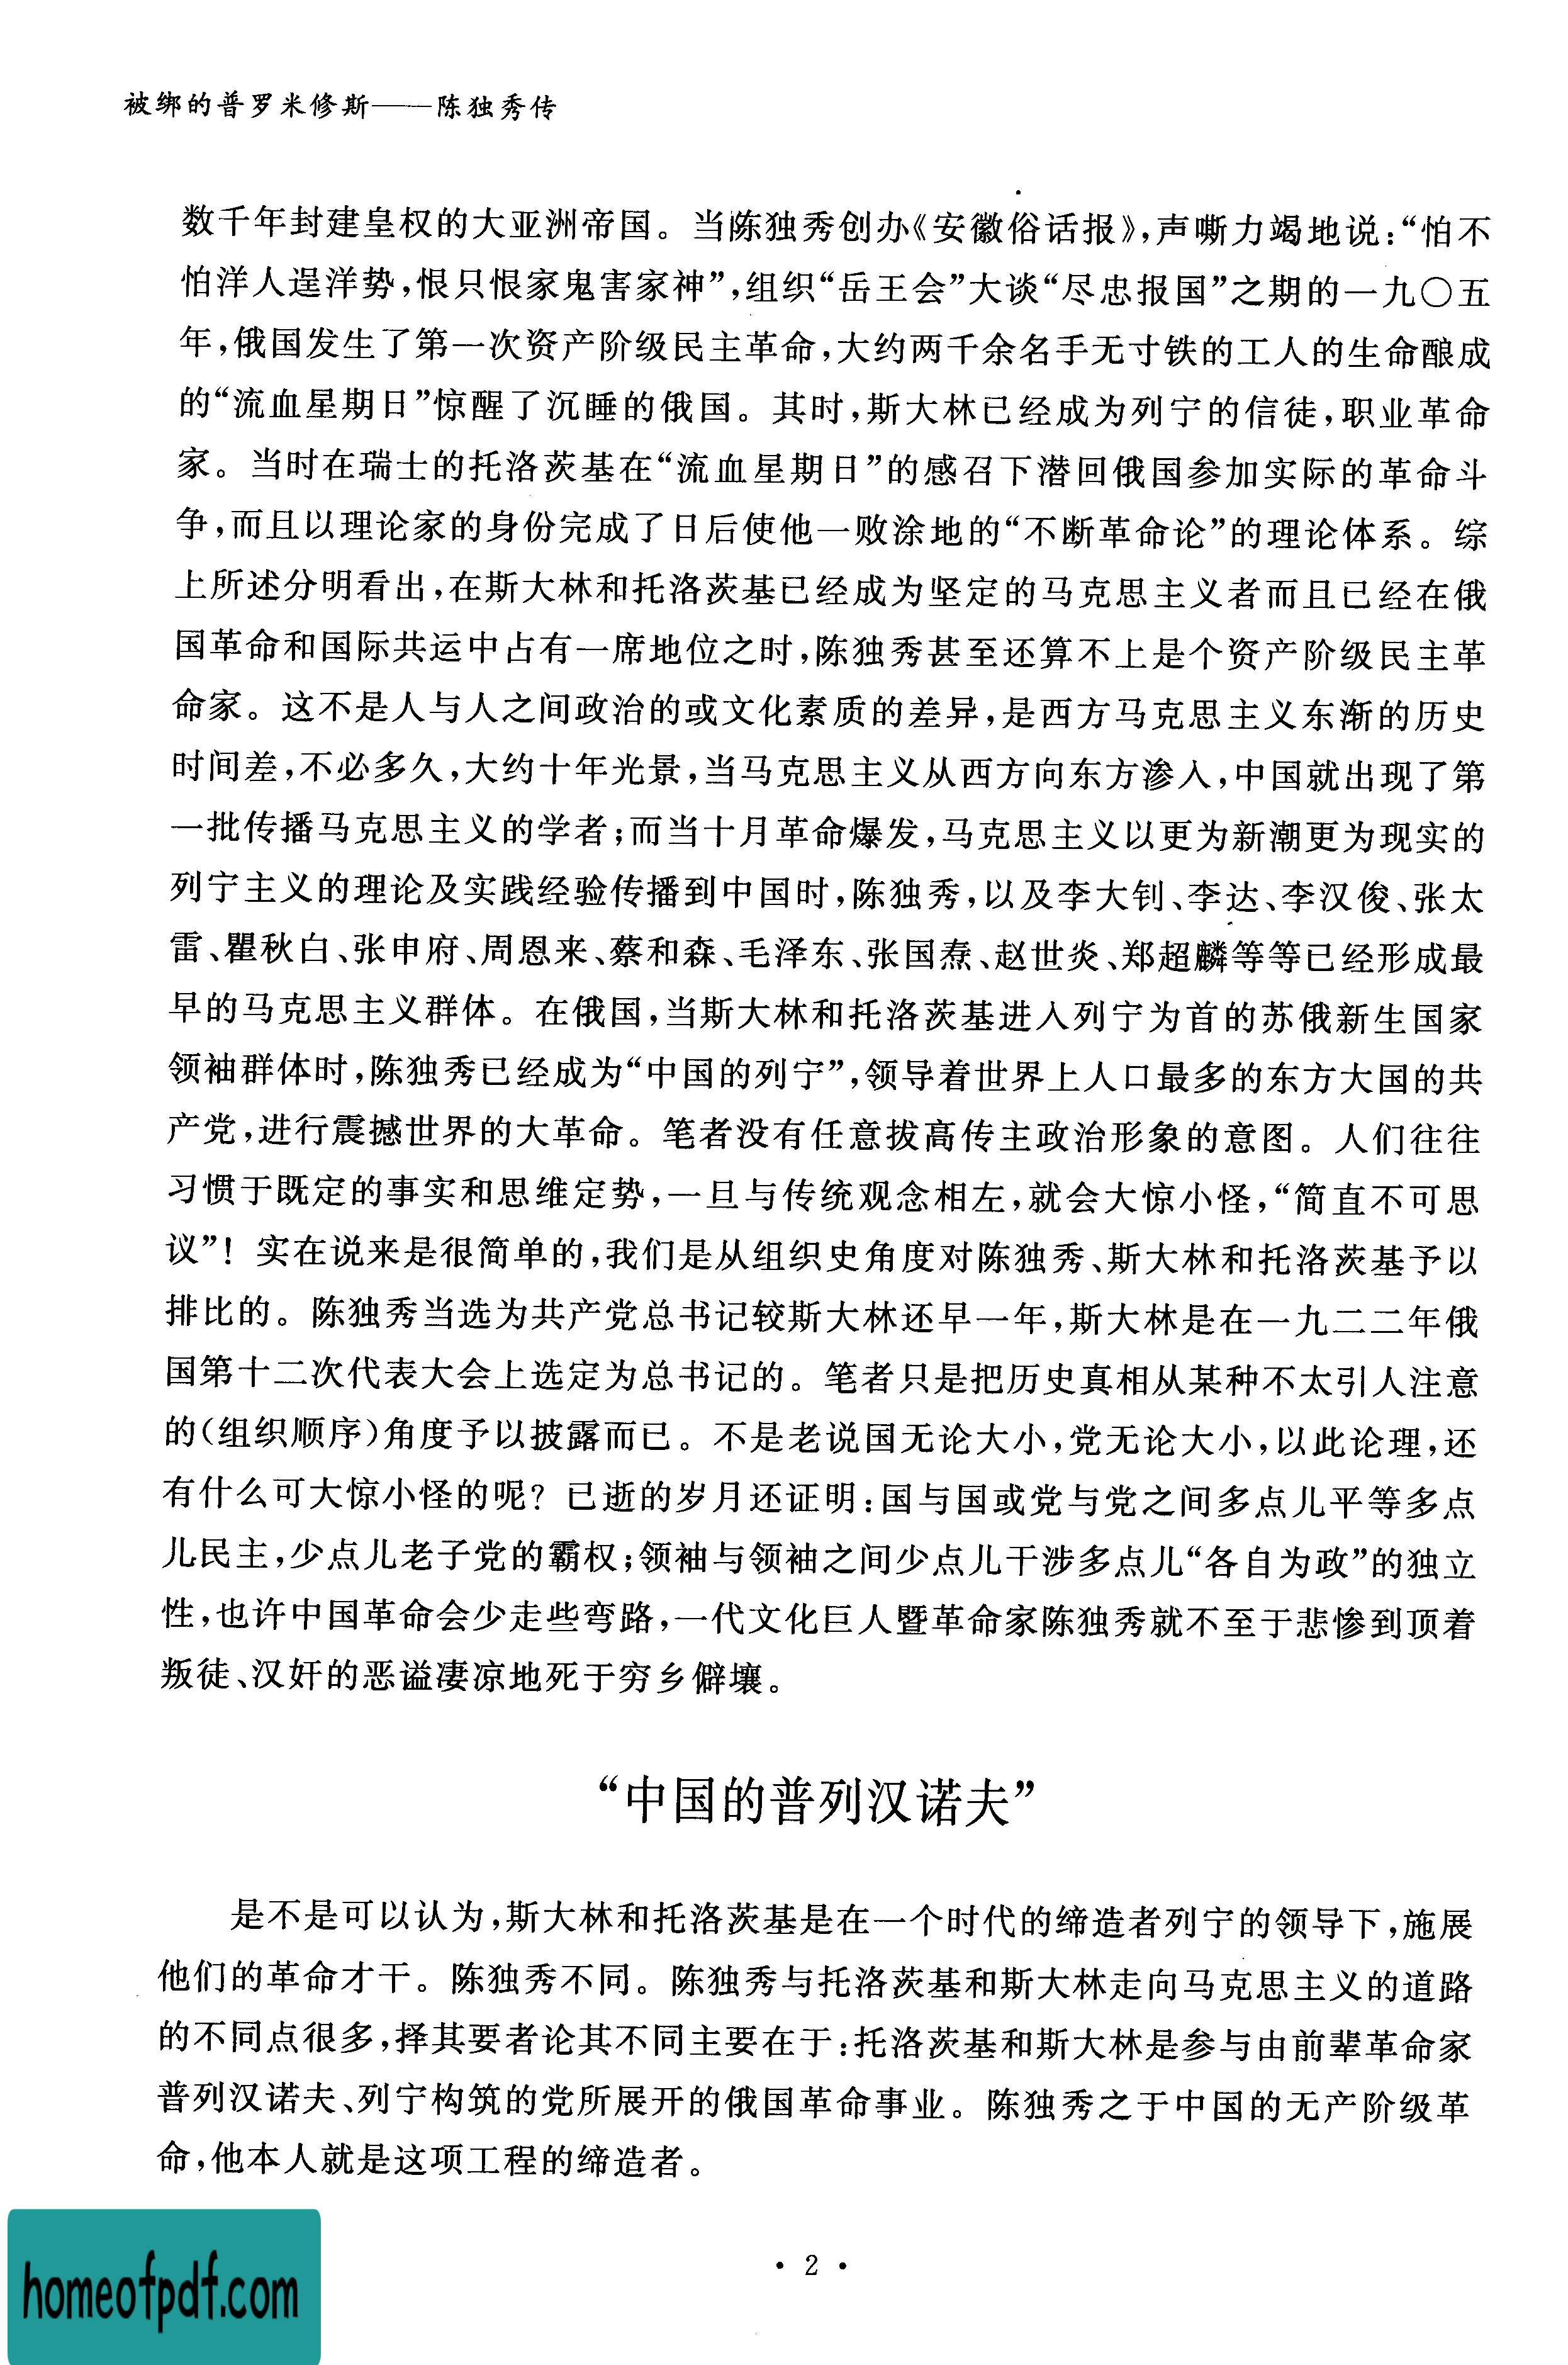 被绑的普罗米修斯——陈独秀传
数千年封建皇权的大亚洲帝国。当陈独秀创办《安徽俗话报》,声嘶力竭地说:“怕不
怕洋人逞洋势,恨只恨家鬼害家神”,组织“岳王会”大谈“尽忠报国”之期的一九〇五
年,俄国发生了第一次资产阶级民主革命,大约两千余名手无寸铁的工人的生命酿成
的“流血星期日”惊醒了沉睡的俄国。其时,斯大林已经成为列宁的信徒,职业革命
家。当时在瑞士的托洛茨基在“流血星期日”的感召下潜回俄国参加实际的革命斗
争,而且以理论家的身份完成了日后使他一败涂地的“不断革命论”的理论体系。综
上所述分明看出,在斯大林和托洛茨基已经成为坚定的马克思主义者而且已经在俄
国革命和国际共运中占有一席地位之时,陈独秀甚至还算不上是个资产阶级民主革
命家。这不是人与人之间政治的或文化素质的差异,是西方马克思主义东渐的历史
时间差,不必多久,大约十年光景,当马克思主义从西方向东方渗入,中国就出现了第
一批传播马克思主义的学者;而当十月革命爆发,马克思主义以更为新潮更为现实的
列宁主义的理论及实践经验传播到中国时,陈独秀,以及李大钊、李达、李汉俊、张太
雷、瞿秋白、张申府、周恩来、蔡和森、毛泽东、张国焘、赵世炎、郑超麟等等已经形成最
早的马克思主义群体。在俄国,当斯大林和托洛茨基进入列宁为首的苏俄新生国家
领袖群体时,陈独秀已经成为“中国的列宁”,领导着世界上人口最多的东方大国的共
产党,进行震撼世界的大革命。笔者没有任意拔高传主政治形象的意图。人们往往
习惯于既定的事实和思维定势,一旦与传统观念相左,就会大惊小怪,“简直不可思
议”! 实在说来是很简单的,我们是从组织史角度对陈独秀、斯大林和托洛茨基予以
排比的。陈独秀当选为共产党总书记较斯大林还早一年,斯大林是在一九二二年俄
国第十二次代表大会上选定为总书记的。笔者只是把历史真相从某种不太引人注意
的(组织顺序)角度予以披露而已。不是老说国无论大小,党无论大小,以此论理,还
有什么可大惊小怪的呢? 已逝的岁月还证明:国与国或党与党之间多点儿平等多点
儿民主,少点儿老子党的霸权;领袖与领袖之间少点儿干涉多点儿“各自为政”的独立
性,也许中国革命会少走些弯路,一代文化巨人暨革命家陈独秀就不至于悲惨到顶着
叛徒、汉奸的恶谥凄凉地死于穷乡僻壤。
“中国的普列汉诺夫”
是不是可以认为,斯大林和托洛茨基是在一个时代的缔造者列宁的领导下,施展
他们的革命才干。陈独秀不同。陈独秀与托洛茨基和斯大林走向马克思主义的道路
的不同点很多,择其要者论其不同主要在于:托洛茨基和斯大林是参与由前辈革命家
普列汉诺夫、列宁构筑的党所展开的俄国革命事业。陈独秀之于中国的无产阶级革
命,他本人就是这项工程的缔造者。
· 2 ·
homeofpdf.com